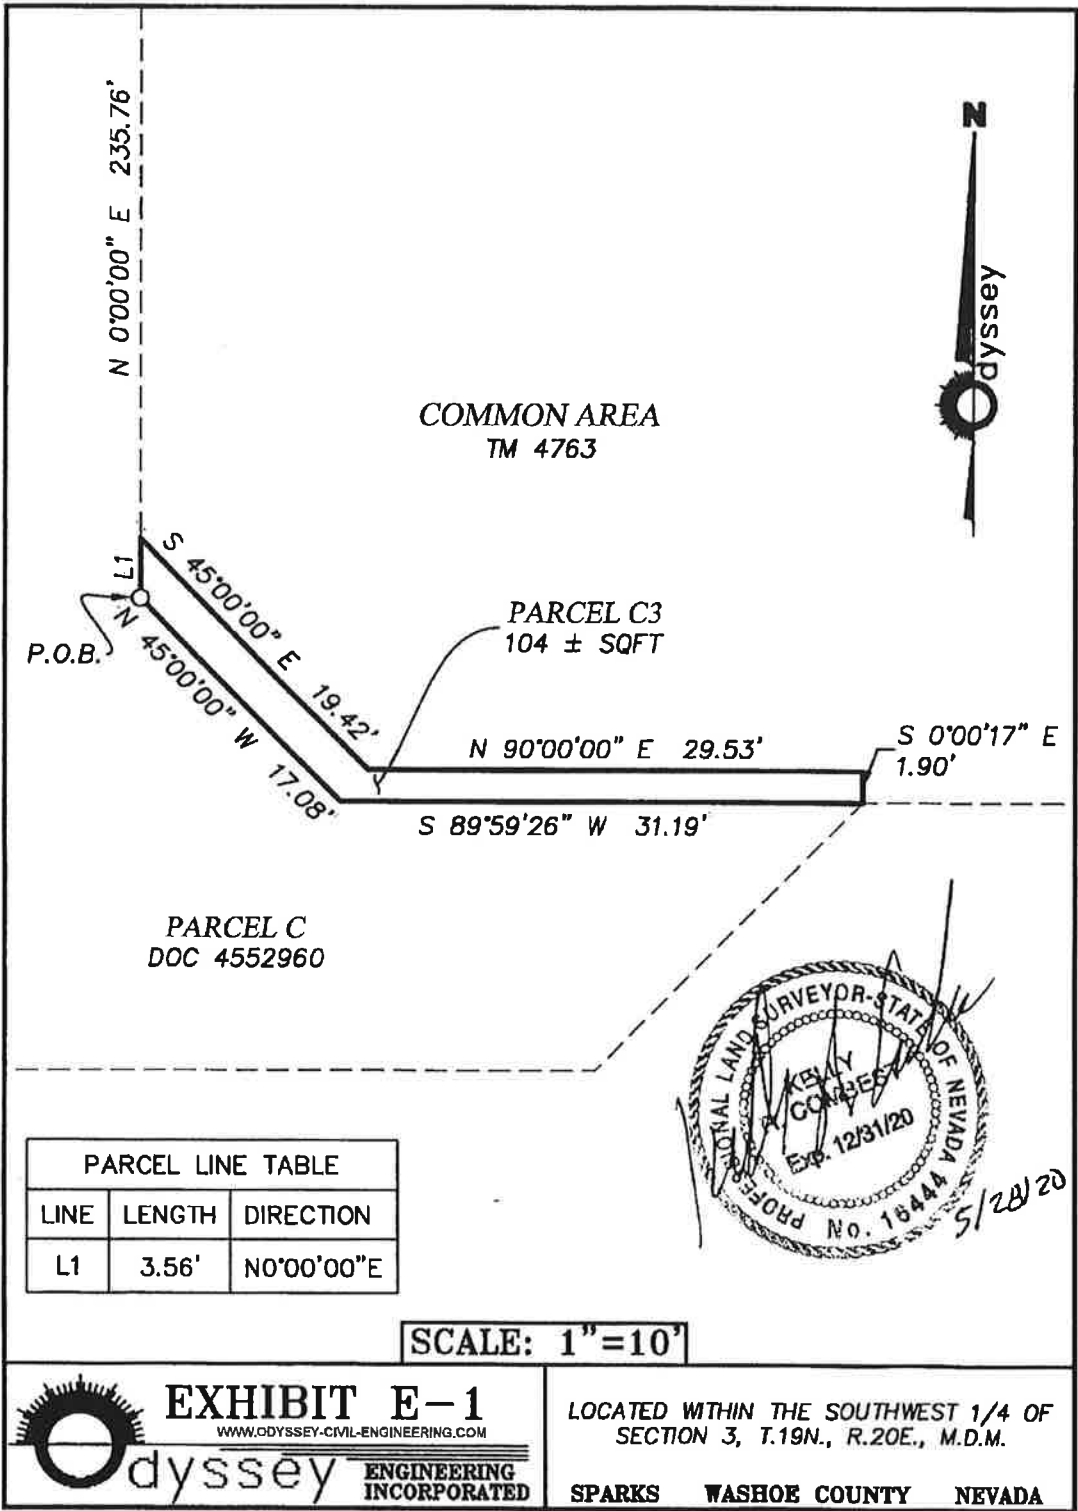 N 0°00'00" E 235.76'
N
dyssey
COMMON AREA
TM 4763
L1
S 45°00'00" E 19.42'
P.O.B.
N 45°00'00" W 17.08'
PARCEL C3
104 ± SQFT
N 90°00'00" E 29.53'
S 0°00'17" E
1.90'
S 89°59'26" W 31.19'
PARCEL C
DOC 4552960
PROFESSIONAL LAND SURVEYOR-STATE OF NEVADA
KELLY
Exp. 12/31/20
No. 16444
5/28/20
PARCEL LINE TABLE
LINE LENGTH DIRECTION
L1 3.56' N0°00'00"E
SCALE: 1"=10'
EXHIBIT E-1
WWW.ODYSSEY-CIVIL-ENGINEERING.COM
dyssey
ENGINEERING
INCORPORATED
LOCATED WITHIN THE SOUTHWEST 1/4 OF
SECTION 3, T.19N., R.20E., M.D.M.
SPARKS WASHOE COUNTY NEVADA